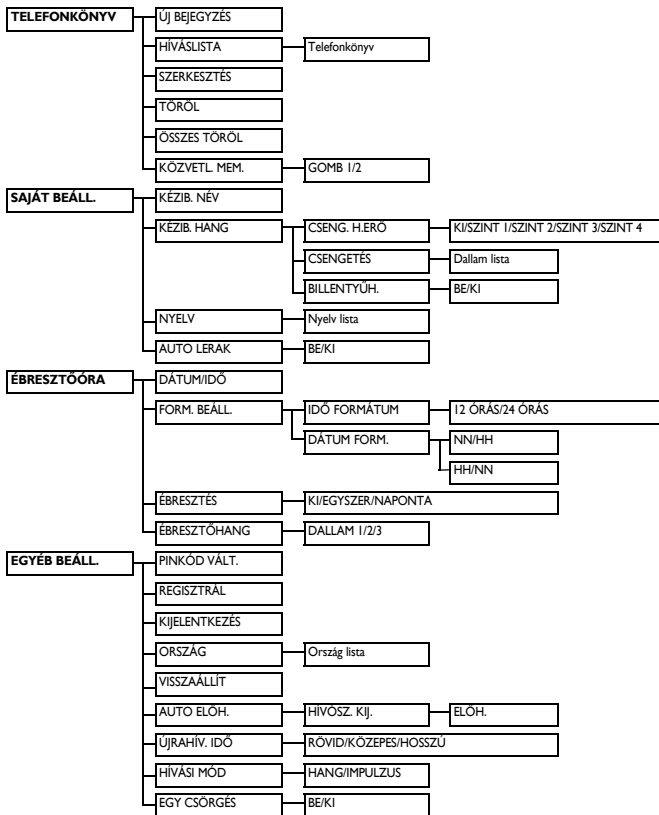 TELEFONKÖNYV ÚJ BEJEGYZÉS
HÍVÁSLISTA Telefonkönyv
SZERKESZTÉS
TÖRÖL
ÖSSZES TÖRÖL
KÖZVETL. MEM. GOMB 1/2
SAJÁT BEÁLL. KÉZIB. NÉV
KÉZIB. HANG CSENG. H.ERŐ KI/SZINT 1/SZINT 2/SZINT 3/SZINT 4
CSENGETÉS Dallam lista
BILLENTYŰH. BE/KI
NYELV Nyelv lista
AUTO LERAK BE/KI
ÉBRESZTŐÓRA DÁTUM/IDŐ
FORM. BEÁLL. IDŐ FORMÁTUM 12 ÓRÁS/24 ÓRÁS
DÁTUM FORM. NN/HH
HH/NN
ÉBRESZTÉS KI/EGYSZER/NAPONTA
ÉBRESZTŐHANG DALLAM 1/2/3
EGYÉB BEÁLL. PINKÓD VÁLT.
REGISZTRÁL
KIJELENTKEZÉS
ORSZÁG Ország lista
VISSZAÁLLÍT
AUTO ELŐH. HÍVÓSZ. KIJ. ELŐH.
ÚJRAHÍV. IDŐ RÖVID/KÖZEPES/HOSSZÚ
HÍVÁSI MÓD HANG/IMPULZUS
EGY CSÖRGÉS BE/KI